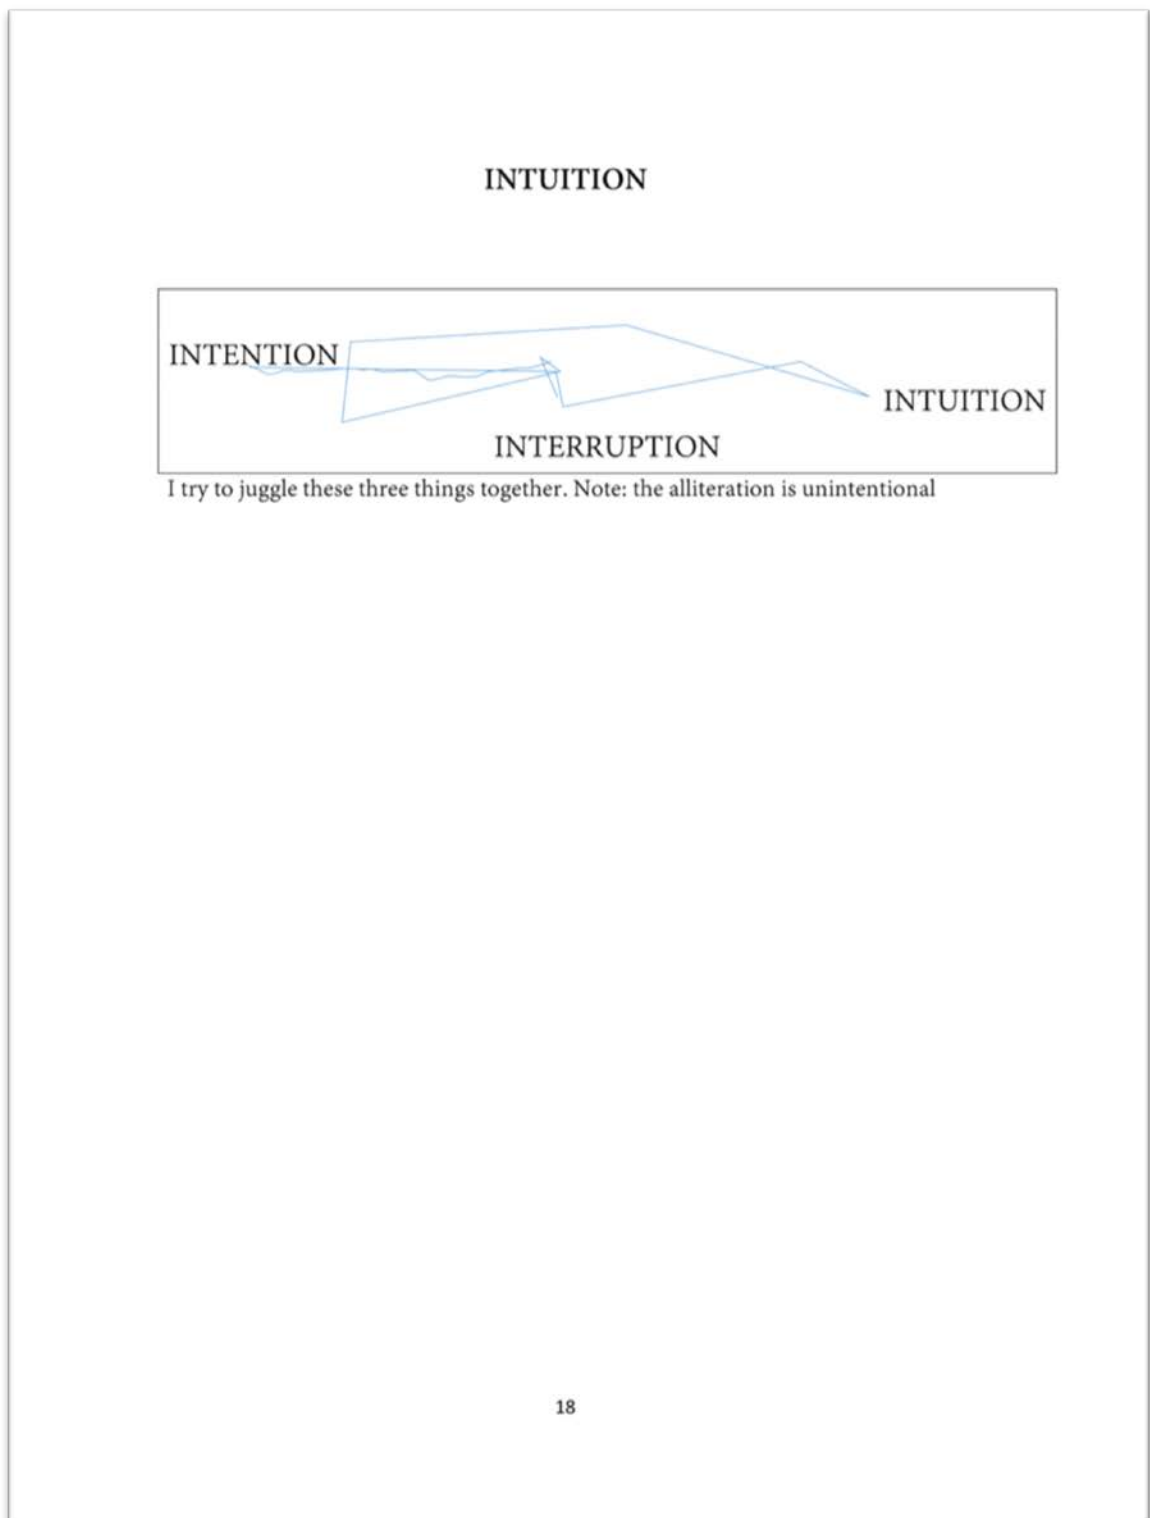 INTUITION
INTENTION
INTUITION
INTERRUPTION
I try to juggle these three things together. Note: the alliteration is unintentional
18